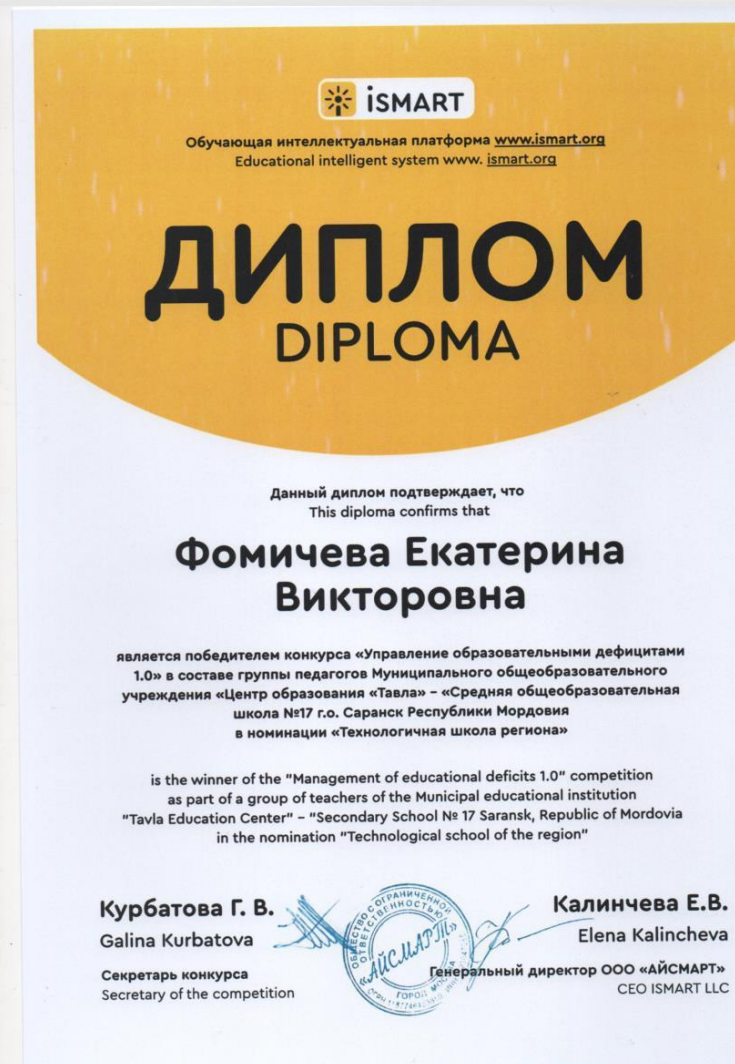 iSMART
Обучающая интеллектуальная платформа www.ismart.org
Educational intelligent system www. ismart.org
ДИПЛОМ
DIPLOMA
Данный диплом подтверждает, что
This diploma confirms that
Фомичева Екатерина
Викторовна
является победителем конкурса «Управление образовательными дефицитами
1.0» в составе группы педагогов Муниципального общеобразовательного
учреждения «Центр образования «Тавла» – «Средняя общеобразовательная
школа №17 г.о. Саранск Республики Мордовия
в номинации «Технологичная школа региона»
is the winner of the "Management of educational deficits 1.0" competition
as part of a group of teachers of the Municipal educational institution
"Tavla Education Center" – "Secondary School № 17 Saransk, Republic of Mordovia
in the nomination "Technological school of the region"
Курбатова Г. В.
Galina Kurbatova
Секретарь конкурса
Secretary of the competition
ОБЩЕСТВО С ОГРАНИЧЕННОЙ
ОТВЕТСТВЕННОСТЬЮ
«АЙСМАРТ»
ГОРОД МОСКВА
Калинчева Е.В.
Elena Kalincheva
Генеральный директор ООО «АЙСМАРТ»
CEO ISMART LLC